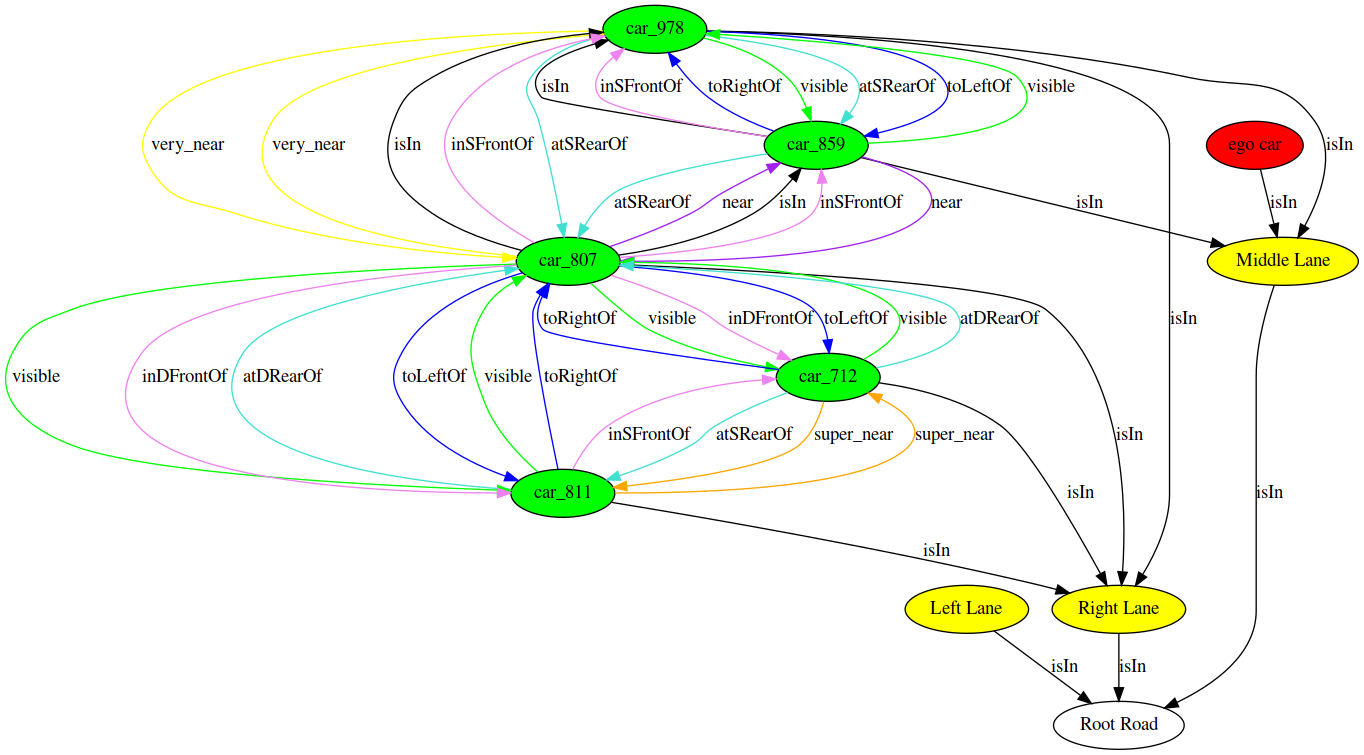 car_978
isIn inSFrontOf toRightOf visible atSRearOf toLeftOf visible
very_near very_near isIn inSFrontOf atSRearOf car_859 ego car isIn
atSRearOf near isIn inSFrontOf near isIn isIn
car_807 Middle Lane
toRightOf visible inDFrontOf toLeftOf visible atDRearOf isIn
visible inDFrontOf atDRearOf toLeftOf visible toRightOf car_712
inSFrontOf atSRearOf super_near super_near isIn
car_811 isIn isIn
isIn
Left Lane Right Lane
isIn isIn
Root Road